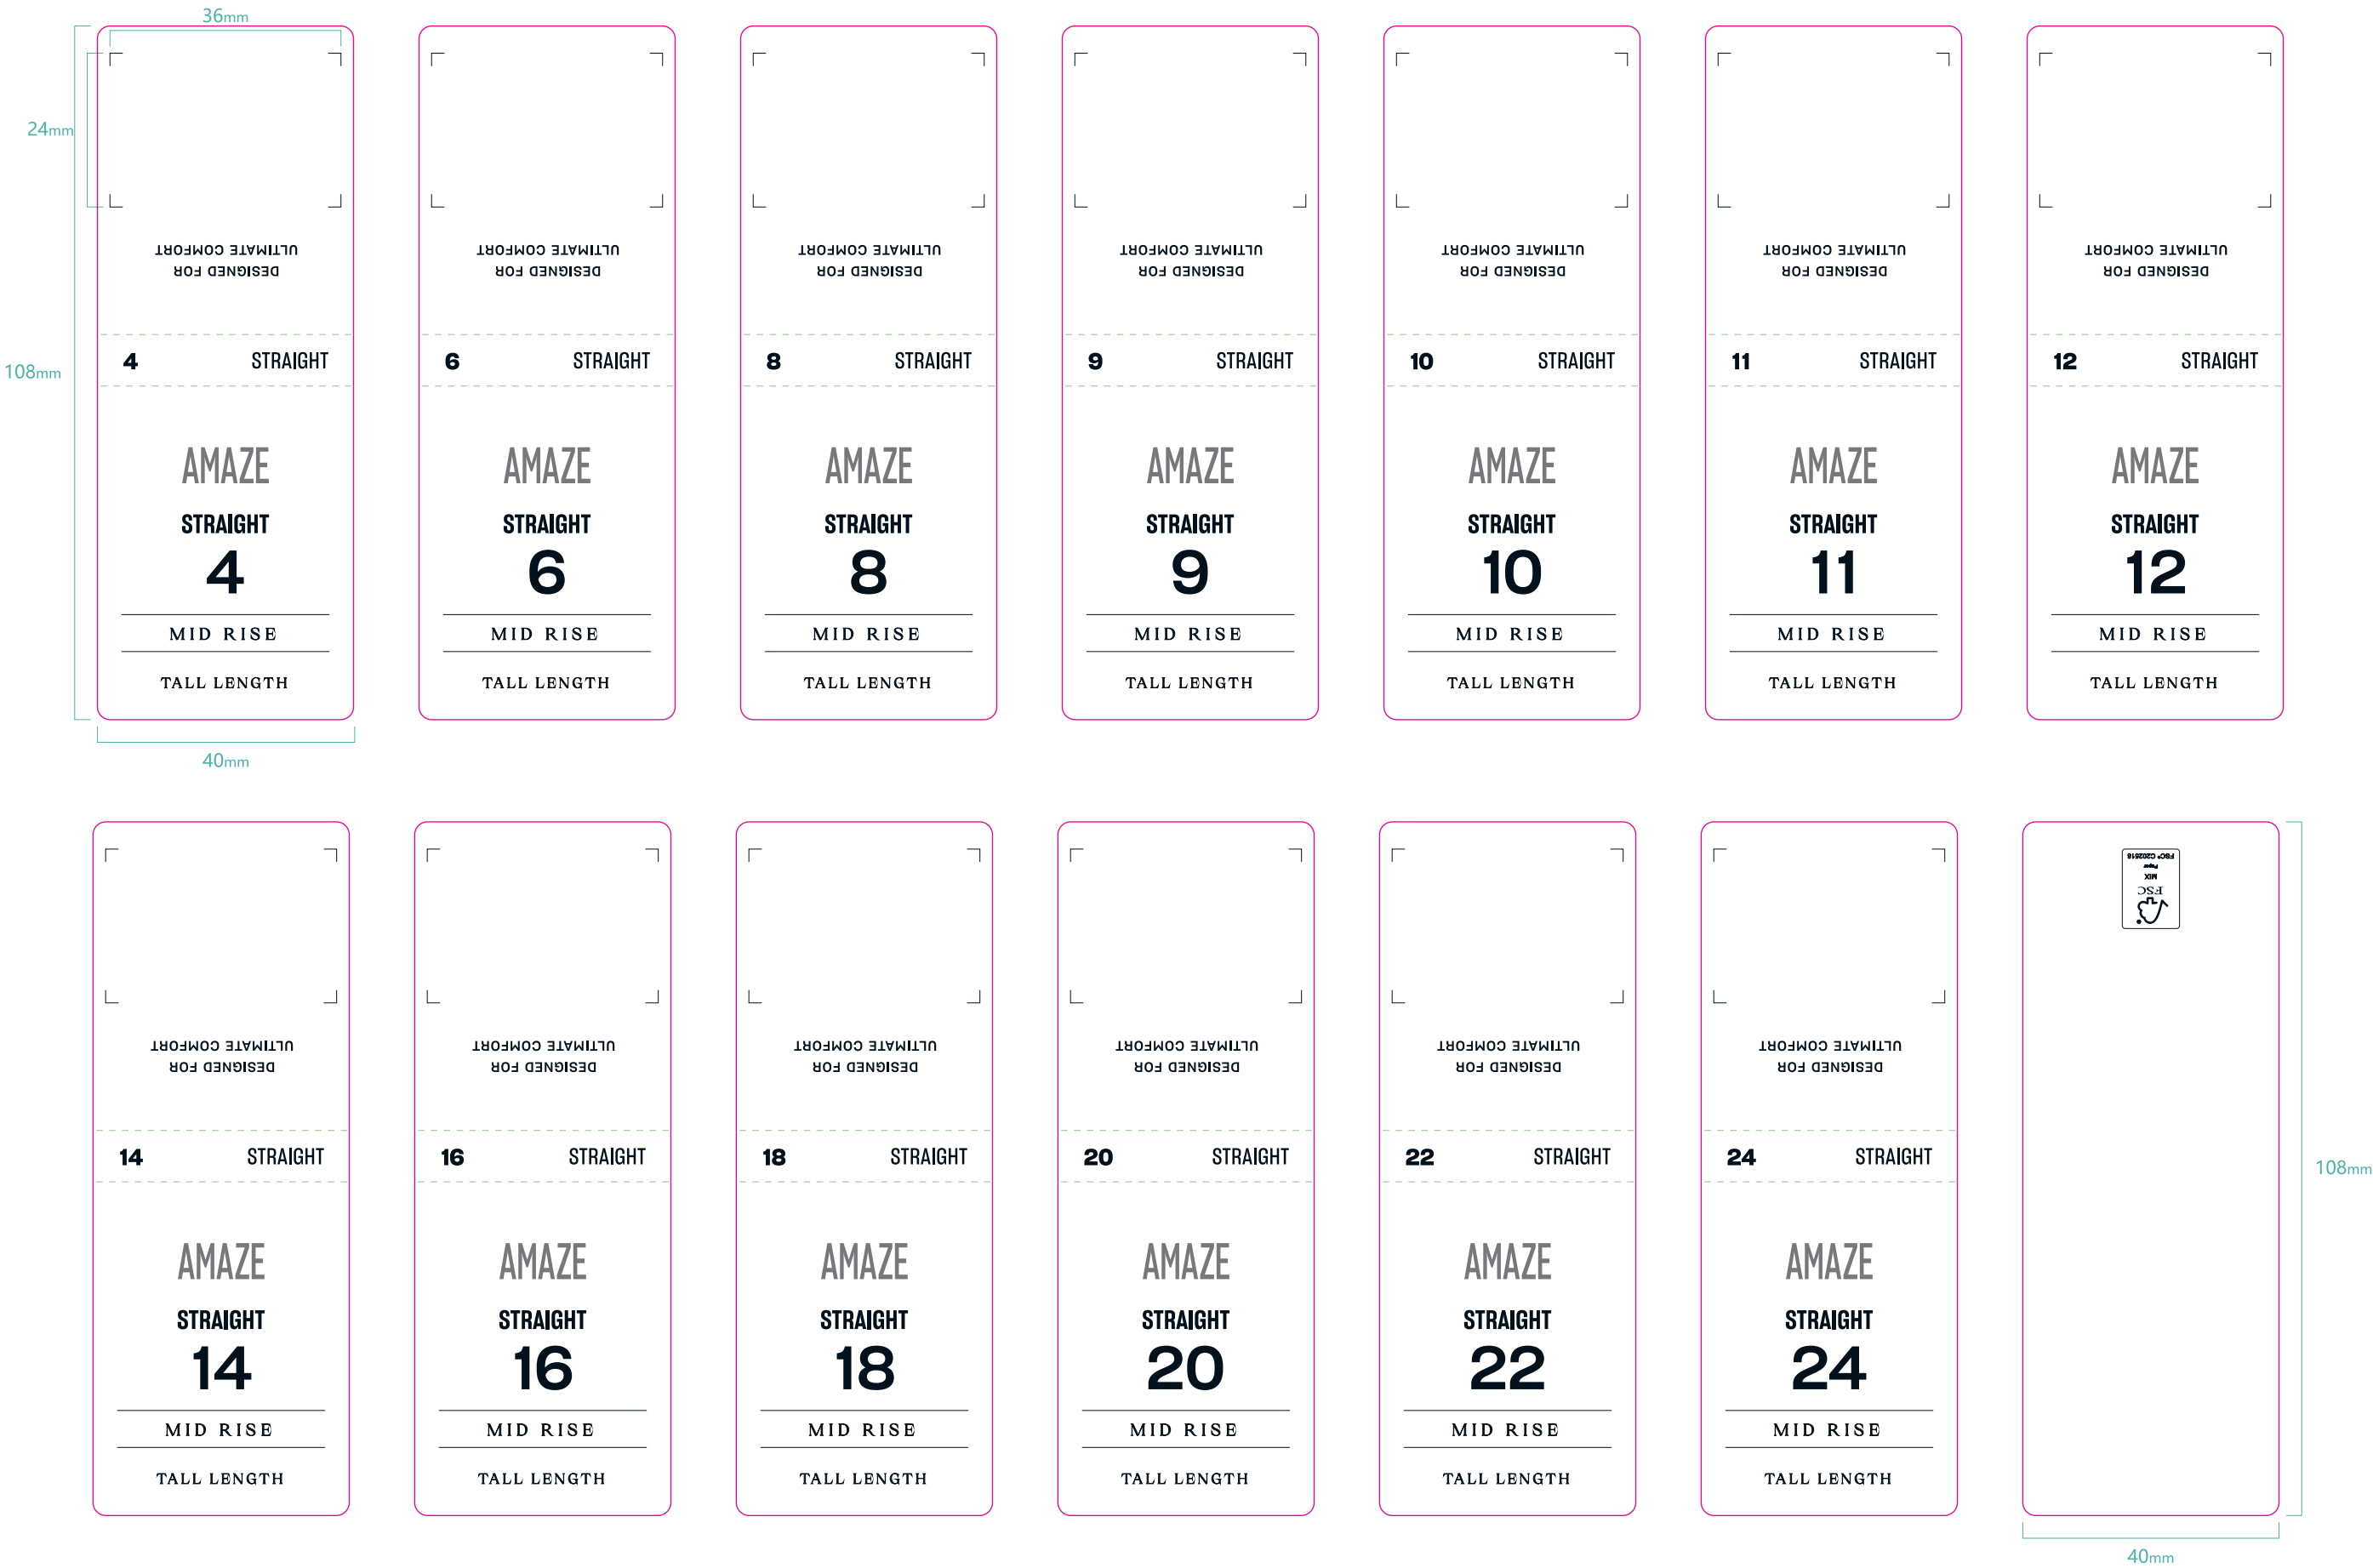 36mm
24mm
108mm
40mm
ULTIMATE COMFORT
DESIGNED FOR
4 STRAIGHT
AMAZE
STRAIGHT
4
MID RISE
TALL LENGTH
ULTIMATE COMFORT
DESIGNED FOR
6 STRAIGHT
AMAZE
STRAIGHT
6
MID RISE
TALL LENGTH
ULTIMATE COMFORT
DESIGNED FOR
8 STRAIGHT
AMAZE
STRAIGHT
8
MID RISE
TALL LENGTH
ULTIMATE COMFORT
DESIGNED FOR
9 STRAIGHT
AMAZE
STRAIGHT
9
MID RISE
TALL LENGTH
ULTIMATE COMFORT
DESIGNED FOR
10 STRAIGHT
AMAZE
STRAIGHT
10
MID RISE
TALL LENGTH
ULTIMATE COMFORT
DESIGNED FOR
11 STRAIGHT
AMAZE
STRAIGHT
11
MID RISE
TALL LENGTH
ULTIMATE COMFORT
DESIGNED FOR
12 STRAIGHT
AMAZE
STRAIGHT
12
MID RISE
TALL LENGTH
ULTIMATE COMFORT
DESIGNED FOR
14 STRAIGHT
AMAZE
STRAIGHT
14
MID RISE
TALL LENGTH
ULTIMATE COMFORT
DESIGNED FOR
16 STRAIGHT
AMAZE
STRAIGHT
16
MID RISE
TALL LENGTH
ULTIMATE COMFORT
DESIGNED FOR
18 STRAIGHT
AMAZE
STRAIGHT
18
MID RISE
TALL LENGTH
ULTIMATE COMFORT
DESIGNED FOR
20 STRAIGHT
AMAZE
STRAIGHT
20
MID RISE
TALL LENGTH
ULTIMATE COMFORT
DESIGNED FOR
22 STRAIGHT
AMAZE
STRAIGHT
22
MID RISE
TALL LENGTH
ULTIMATE COMFORT
DESIGNED FOR
24 STRAIGHT
AMAZE
STRAIGHT
24
MID RISE
TALL LENGTH
FSC
MIX
Paper
FSC® C202618
108mm
40mm